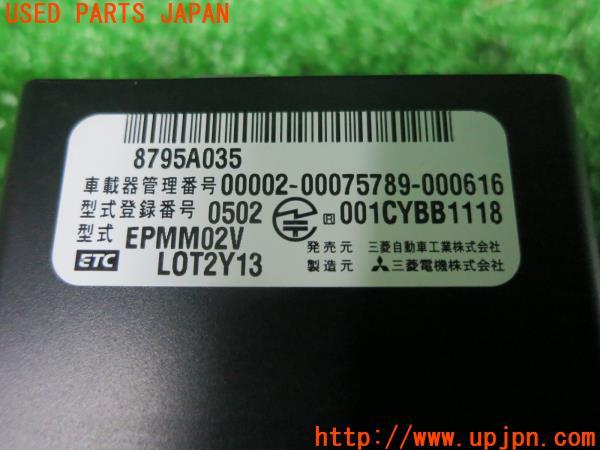 USED PARTS JAPAN
8795A035
車載器管理番号 00002-00075789-000616
型式登録番号 0502 R 001CYBB1118
型式 EPMM02V
ETC LOT2Y13
発売元 三菱自動車工業株式会社
製造元 三菱電機株式会社
http://www.upjpn.com/